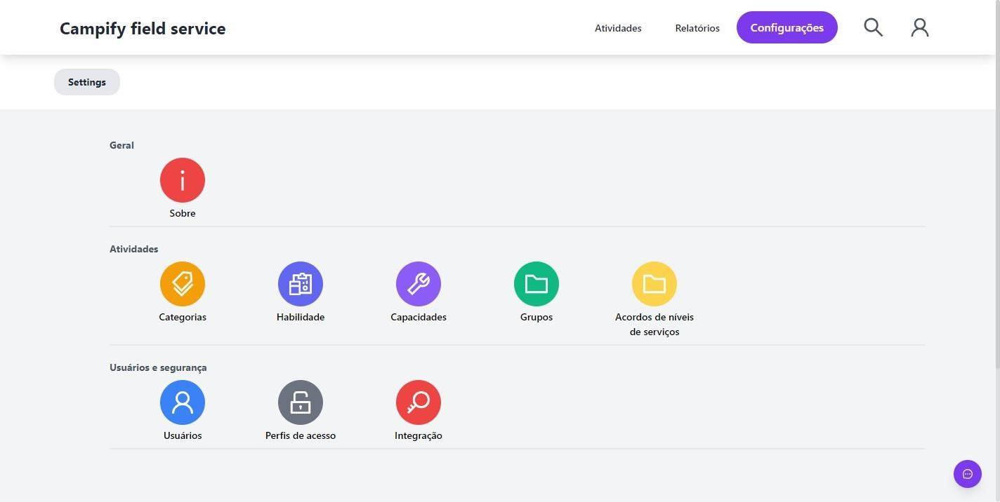 Campify field service
Atividades
Relatórios
Configurações
Settings
Geral
Sobre
Atividades
Categorias
Habilidade
Capacidades
Grupos
Acordos de níveis
de serviços
Usuários e segurança
Usuários
Perfis de acesso
Integração